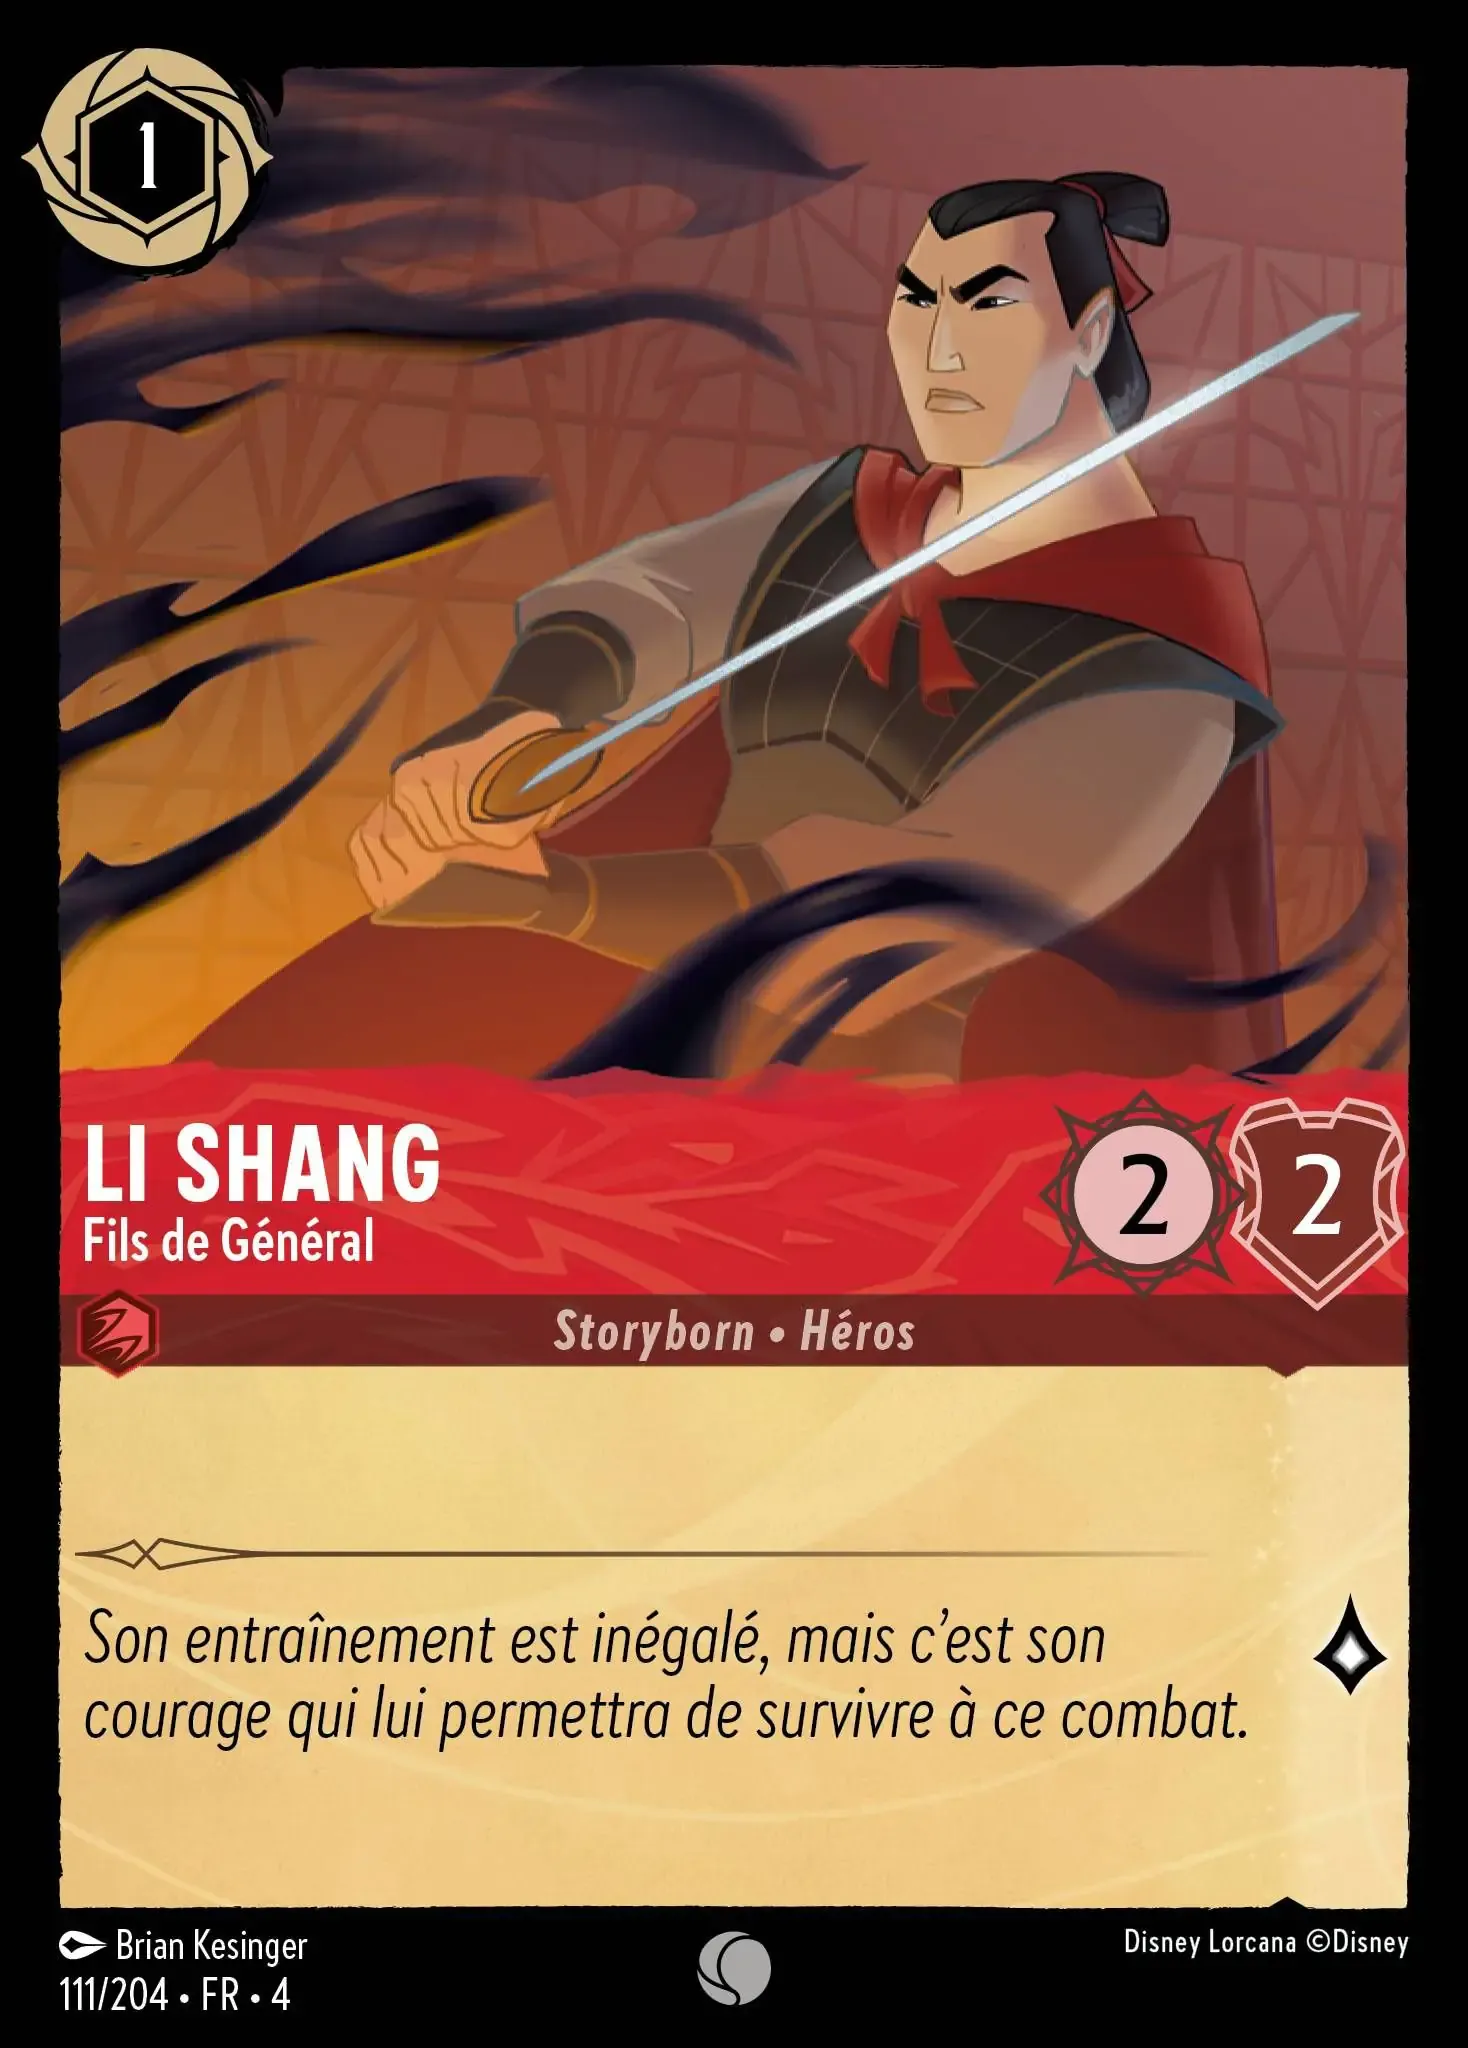 1
LI SHANG
Fils de Général
2 2
Storyborn • Héros
Son entraînement est inégalé, mais c’est son
courage qui lui permettra de survivre à ce combat.
Brian Kesinger
111/204 • FR • 4
Disney Lorcana ©Disney